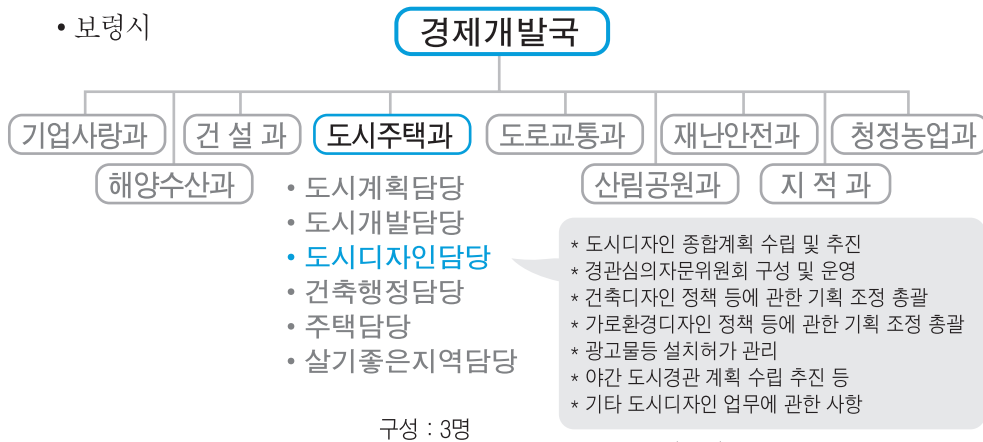 • 보령시
경제개발국
기업사랑과
건 설 과
도시주택과
도로교통과
재난안전과
청정농업과
해양수산과
산림공원과
지 적 과
• 도시계획담당
• 도시개발담당
• 도시디자인담당
• 건축행정담당
• 주택담당
• 살기좋은지역담당
* 도시디자인 종합계획 수립 및 추진
* 경관심의자문위원회 구성 및 운영
* 건축디자인 정책 등에 관한 기획 조정 총괄
* 가로환경디자인 정책 등에 관한 기획 조정 총괄
* 광고물등 설치허가 관리
* 야간 도시경관 계획 수립 추진 등
* 기타 도시디자인 업무에 관한 사항
구성 : 3명